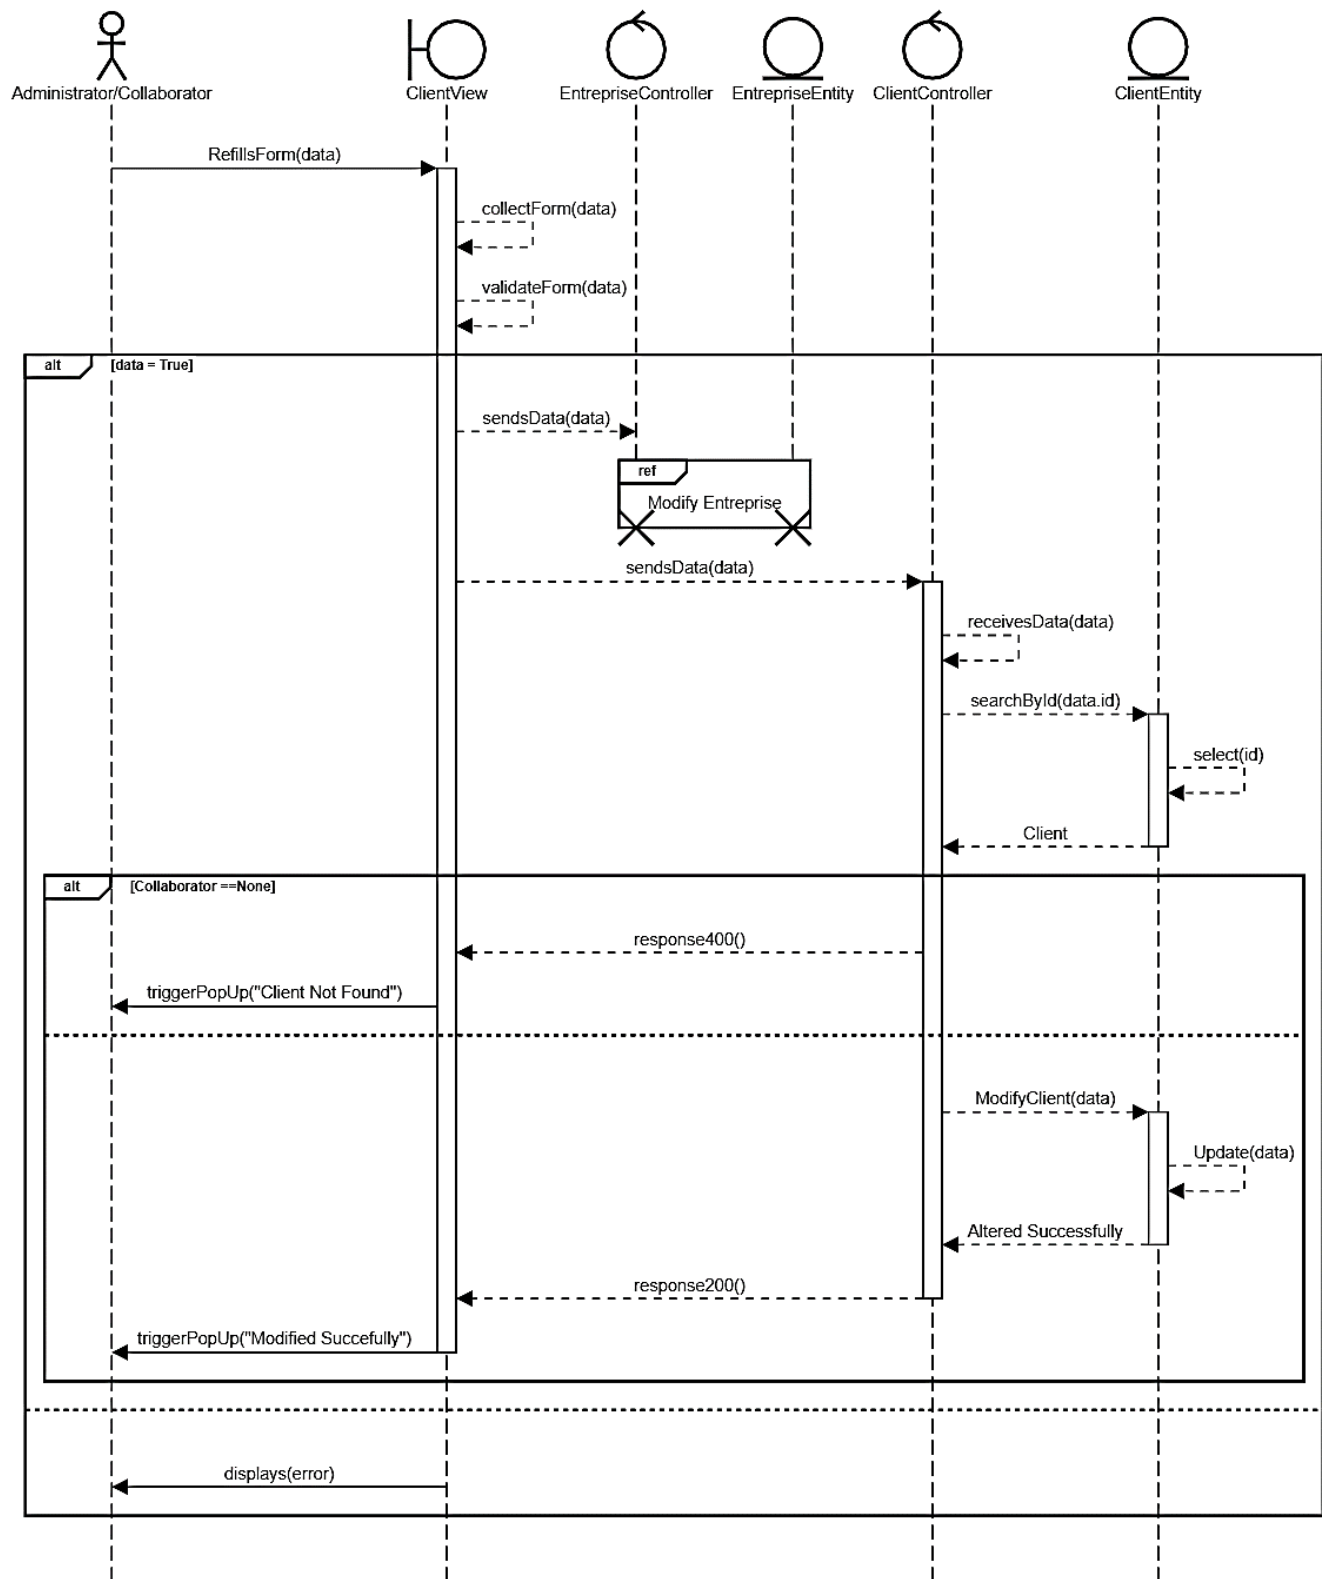 Administrator/Collaborator
ClientView
EntrepriseController
EntrepriseEntity
ClientController
ClientEntity
RefillsForm(data)
collectForm(data)
validateForm(data)
alt
[data = True]
sendsData(data)
ref
Modify Entreprise
sendsData(data)
receivesData(data)
searchById(data.id)
select(id)
Client
alt
[Collaborator ==None]
response400()
triggerPopUp("Client Not Found")
ModifyClient(data)
Update(data)
Altered Successfully
response200()
triggerPopUp("Modified Succefully")
displays(error)